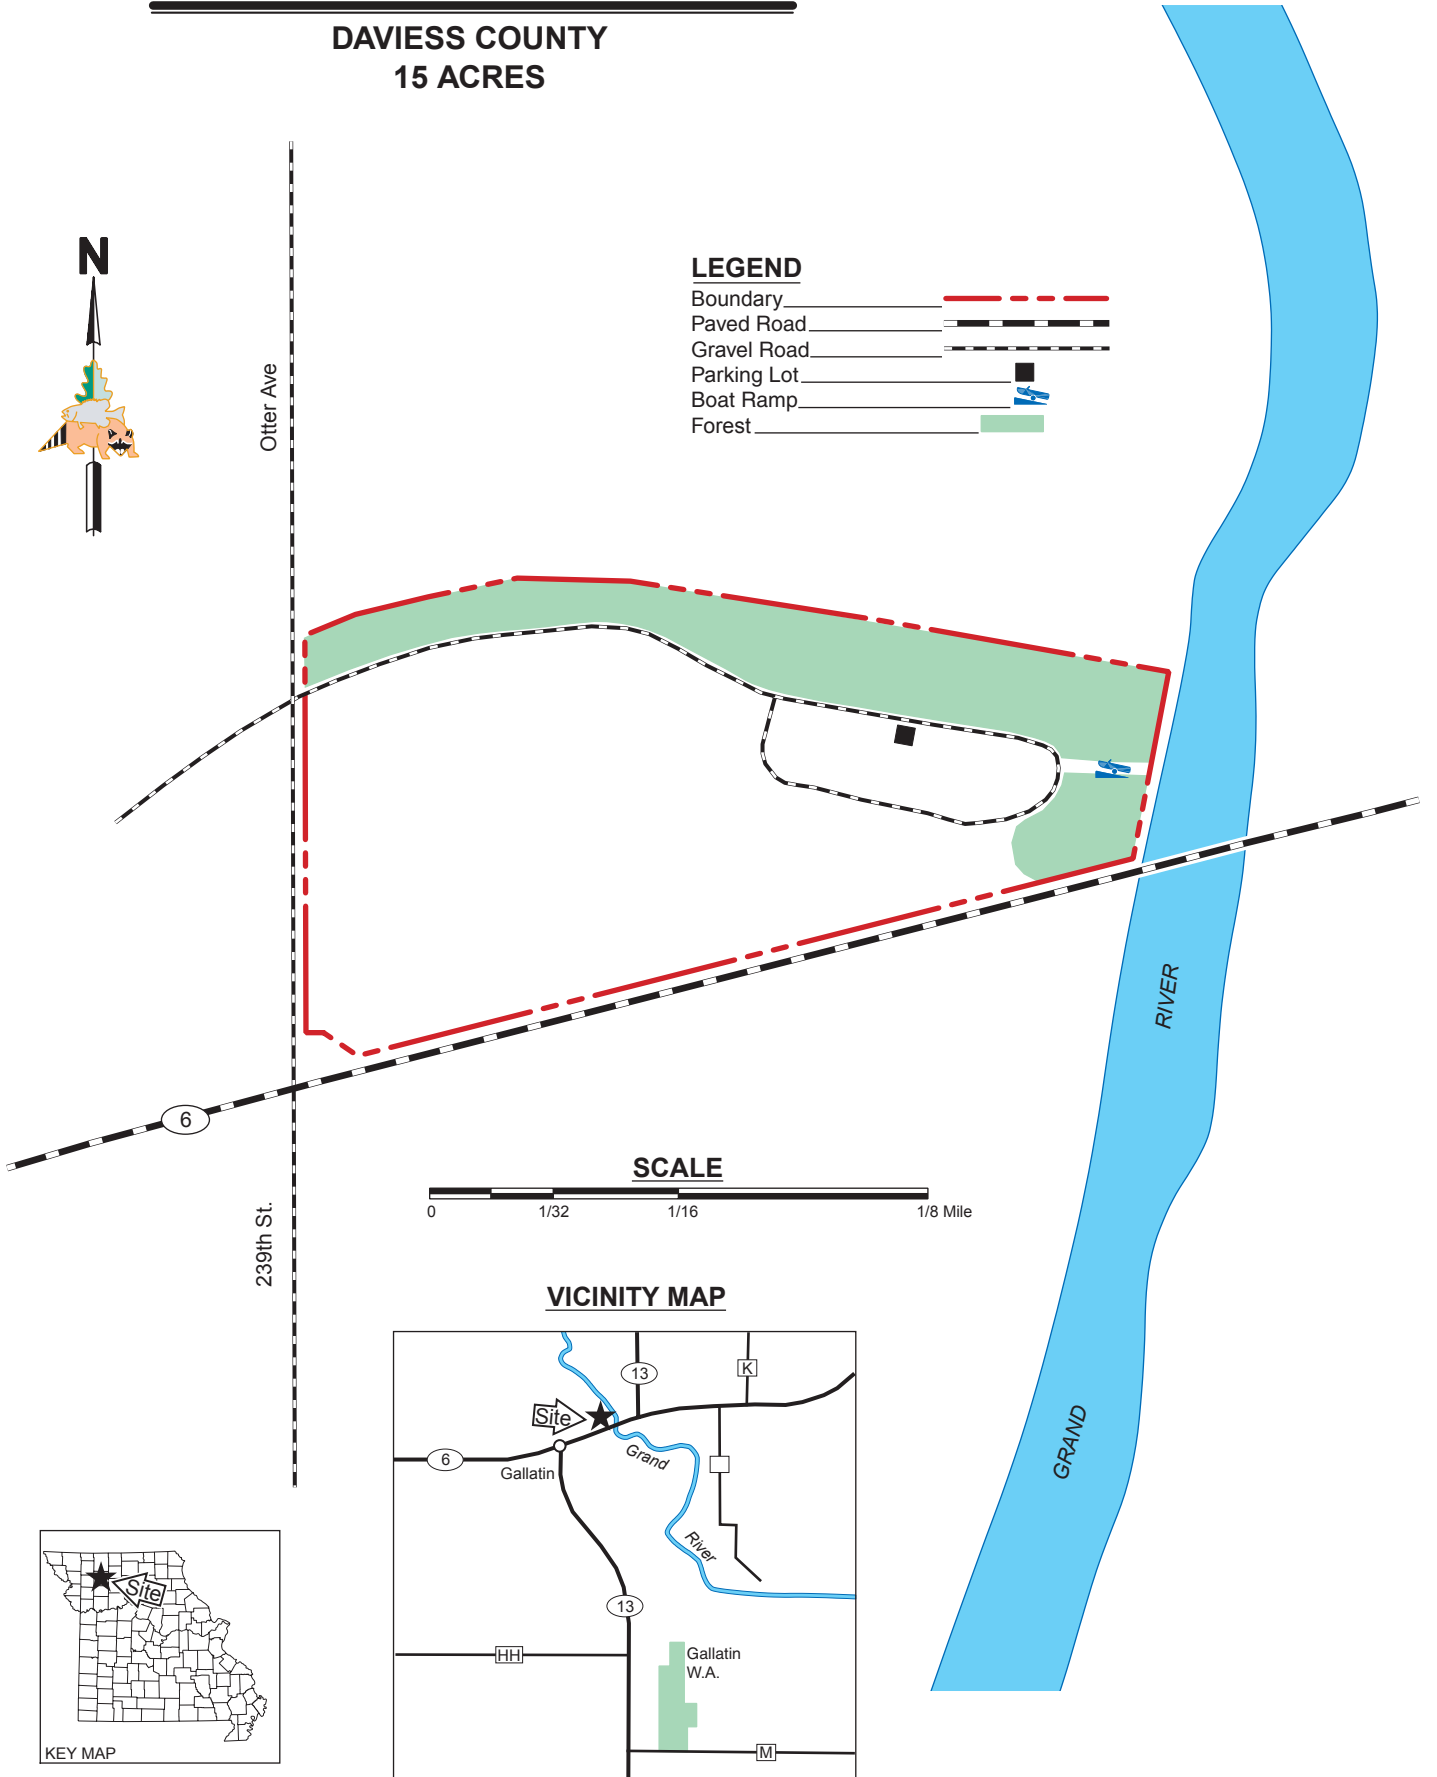 DAVIESS COUNTY
15 ACRES
N
Otter Ave
LEGEND
Boundary
Paved Road
Gravel Road
Parking Lot
Boat Ramp
Forest
RIVER
6
SCALE
0 1/32 1/16 1/8 Mile
239th St.
GRAND
VICINITY MAP
13
K
Site
6
Gallatin
Grand
River
13
HH
Gallatin
W.A.
M
Site
KEY MAP